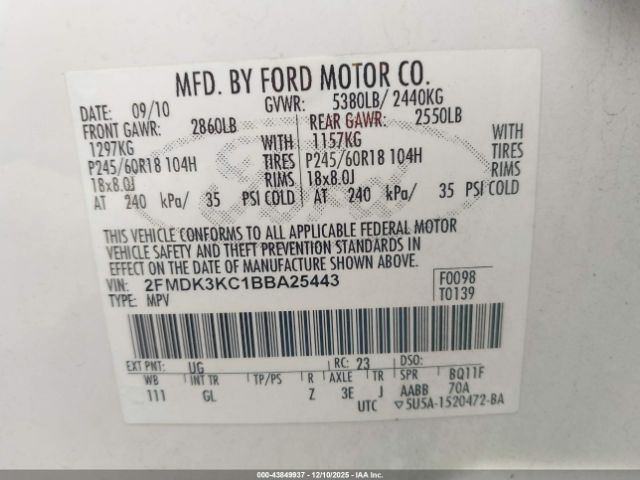 MFD. BY FORD MOTOR CO.
DATE: 09/10 GVWR: 5380LB/ 2440KG
FRONT GAWR: 2860LB REAR GAWR: 2550LB
1297KG WITH 1157KG WITH
P245/60R18 104H TIRES P245/60R18 104H TIRES
18x8.0J RIMS 18x8.0J RIMS
AT 240 kPa/ 35 PSI COLD AT 240 kPa/ 35 PSI COLD
THIS VEHICLE CONFORMS TO ALL APPLICABLE FEDERAL MOTOR
VEHICLE SAFETY AND THEFT PREVENTION STANDARDS IN
EFFECT ON THE DATE OF MANUFACTURE SHOWN ABOVE.
VIN: 2FMDK3KC1BBA25443 F0098
TYPE: MPV T0139
EXT PNT: UG RC: 23 DSO:
WB INT TR TP/PS R AXLE TR SPR BQ11F
111 GL Z 3E J AABB 70A
UTC 5U5A-1520472-BA
Ford
00-43849937 - 12/10/2025 - IAA Inc.